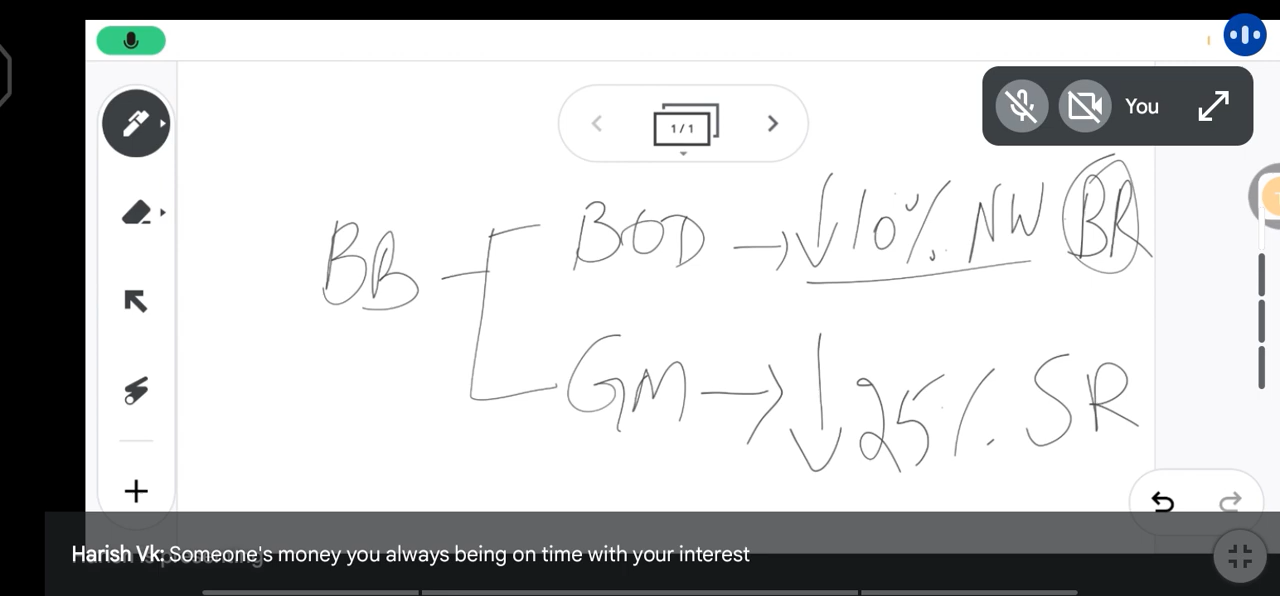 You
1/1
BOD → ↓ 10% NW BR
BB
GM → ↓ 25% SR
Harish Vk: Someone's money you always being on time with your interest